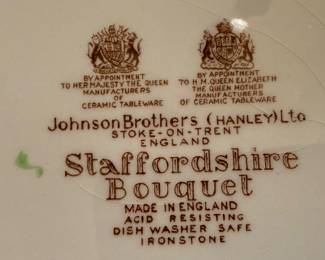 BY APPOINTMENT
TO HER MAJESTY THE QUEEN
MANUFACTURERS
OF
CERAMIC TABLEWARE
BY APPOINTMENT
TO H.M. QUEEN ELIZABETH
THE QUEEN MOTHER
MANUFACTURERS
OF CERAMIC TABLEWARE
Johnson Brothers (HANLEY) Ltd
STOKE-ON-TRENT
ENGLAND
Staffordshire
Bouquet
MADE IN ENGLAND
ACID RESISTING
DISH WASHER SAFE
IRONSTONE